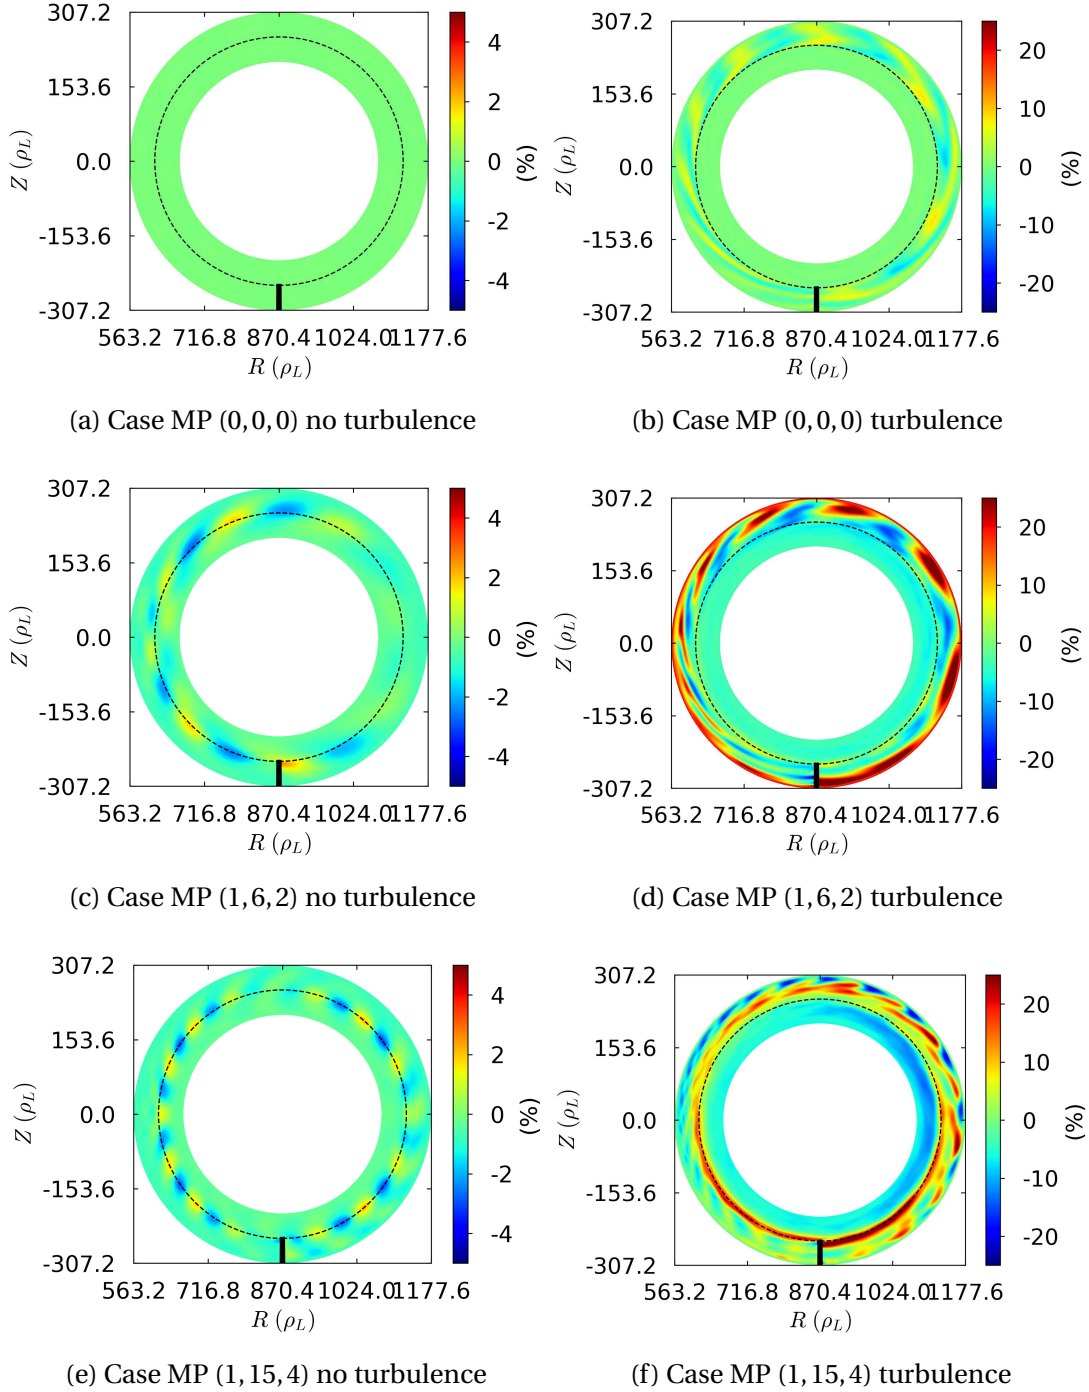 307.2
153.6
0.0
-153.6
-307.2
Z (ρL)
563.2 716.8 870.4 1024.0 1177.6
R (ρL)
4
2
0
-2
-4
(%)
(a) Case MP (0,0,0) no turbulence
307.2
153.6
0.0
-153.6
-307.2
Z (ρL)
563.2 716.8 870.4 1024.0 1177.6
R (ρL)
20
10
0
-10
-20
(%)
(b) Case MP (0,0,0) turbulence
307.2
153.6
0.0
-153.6
-307.2
Z (ρL)
563.2 716.8 870.4 1024.0 1177.6
R (ρL)
4
2
0
-2
-4
(%)
(c) Case MP (1,6,2) no turbulence
307.2
153.6
0.0
-153.6
-307.2
Z (ρL)
563.2 716.8 870.4 1024.0 1177.6
R (ρL)
20
10
0
-10
-20
(%)
(d) Case MP (1,6,2) turbulence
307.2
153.6
0.0
-153.6
-307.2
Z (ρL)
563.2 716.8 870.4 1024.0 1177.6
R (ρL)
4
2
0
-2
-4
(%)
(e) Case MP (1,15,4) no turbulence
307.2
153.6
0.0
-153.6
-307.2
Z (ρL)
563.2 716.8 870.4 1024.0 1177.6
R (ρL)
20
10
0
-10
-20
(%)
(f) Case MP (1,15,4) turbulence